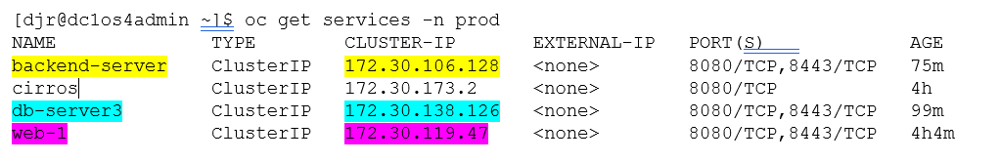 [djr@dc1os4admin ~]$ oc get services -n prod
NAME TYPE CLUSTER-IP EXTERNAL-IP PORT(S) AGE
backend-server ClusterIP 172.30.106.128 <none> 8080/TCP,8443/TCP 75m
cirros ClusterIP 172.30.173.2 <none> 8080/TCP 4h
db-server3 ClusterIP 172.30.138.126 <none> 8080/TCP,8443/TCP 99m
web-1 ClusterIP 172.30.119.47 <none> 8080/TCP,8443/TCP 4h4m